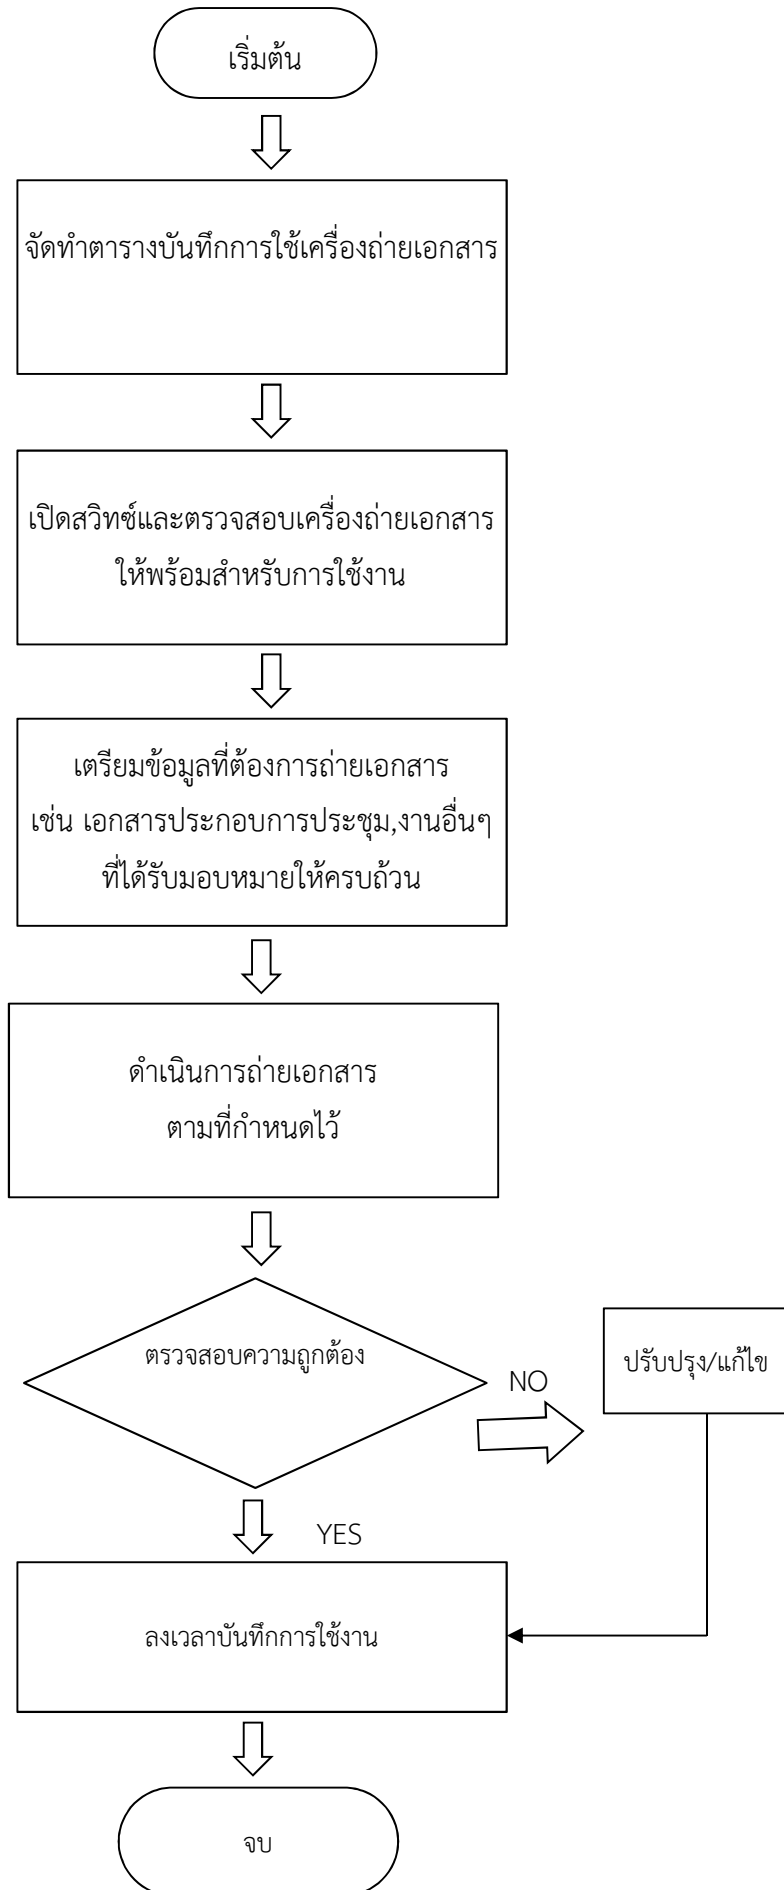 เริ่มต้น
จัดทำตารางบันทึกการใช้เครื่องถ่ายเอกสาร
เปิดสวิทซ์และตรวจสอบเครื่องถ่ายเอกสาร
ให้พร้อมสำหรับการใช้งาน
เตรียมข้อมูลที่ต้องการถ่ายเอกสาร
เช่น เอกสารประกอบการประชุม,งานอื่นๆ
ที่ได้รับมอบหมายให้ครบถ้วน
ดำเนินการถ่ายเอกสาร
ตามที่กำหนดไว้
ตรวจสอบความถูกต้อง
NO
ปรับปรุง/แก้ไข
YES
ลงเวลาบันทึกการใช้งาน
จบ